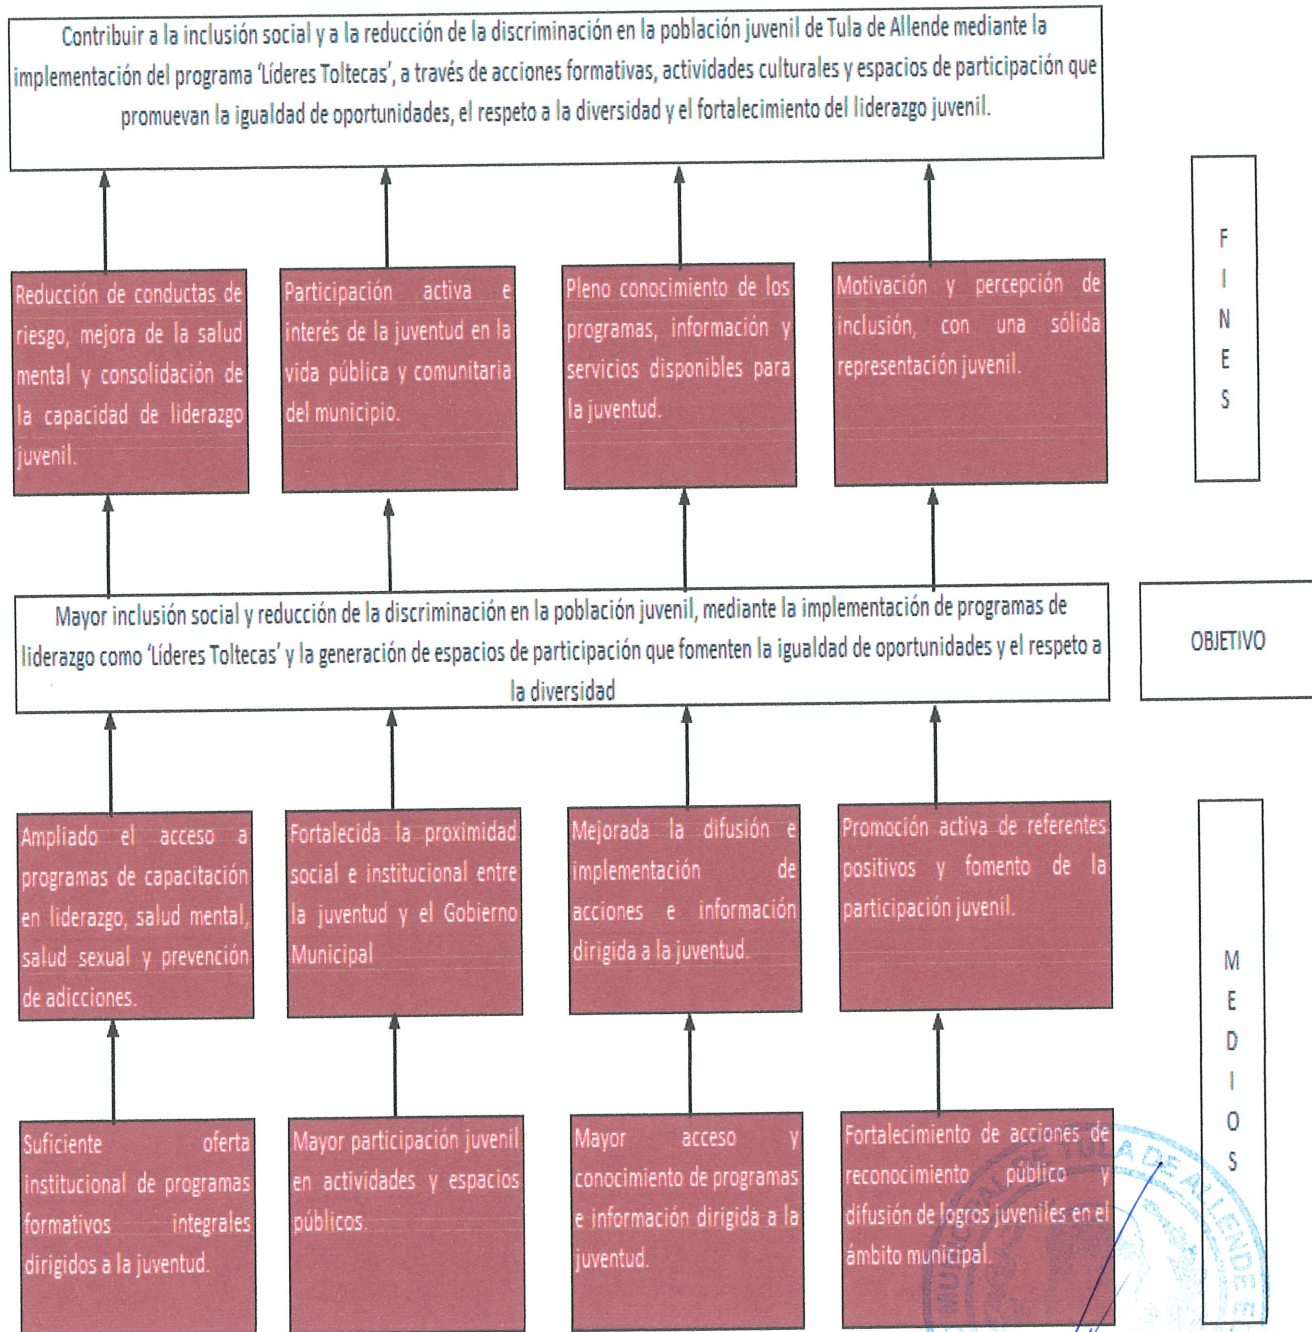 Contribuir a la inclusión social y a la reducción de la discriminación en la población juvenil de Tula de Allende mediante la
implementación del programa ‘Líderes Toltecas’, a través de acciones formativas, actividades culturales y espacios de participación que
promuevan la igualdad de oportunidades, el respeto a la diversidad y el fortalecimiento del liderazgo juvenil.
Reducción de conductas de
riesgo, mejora de la salud
mental y consolidación de
la capacidad de liderazgo
juvenil.
Participación activa e
interés de la juventud en la
vida pública y comunitaria
del municipio.
Pleno conocimiento de los
programas, información y
servicios disponibles para
la juventud.
Motivación y percepción de
inclusión, con una sólida
representación juvenil.
F
I
N
E
S
Mayor inclusión social y reducción de la discriminación en la población juvenil, mediante la implementación de programas de
liderazgo como ‘Líderes Toltecas’ y la generación de espacios de participación que fomenten la igualdad de oportunidades y el respeto a
la diversidad
OBJETIVO
Ampliado el acceso a
programas de capacitación
en liderazgo, salud mental,
salud sexual y prevención
de adicciones.
Fortalecida la proximidad
social e institucional entre
la juventud y el Gobierno
Municipal
Mejorada la difusión e
implementación de
acciones e información
dirigida a la juventud.
Promoción activa de referentes
positivos y fomento de la
participación juvenil.
Suficiente oferta
institucional de programas
formativos integrales
dirigidos a la juventud.
Mayor participación juvenil
en actividades y espacios
públicos.
Mayor acceso y
conocimiento de programas
e información dirigida a la
juventud.
Fortalecimiento de acciones de
reconocimiento público y
difusión de logros juveniles en el
ámbito municipal.
M
E
D
I
O
S
MUNICIPAL DE TULA DE ALLENDE